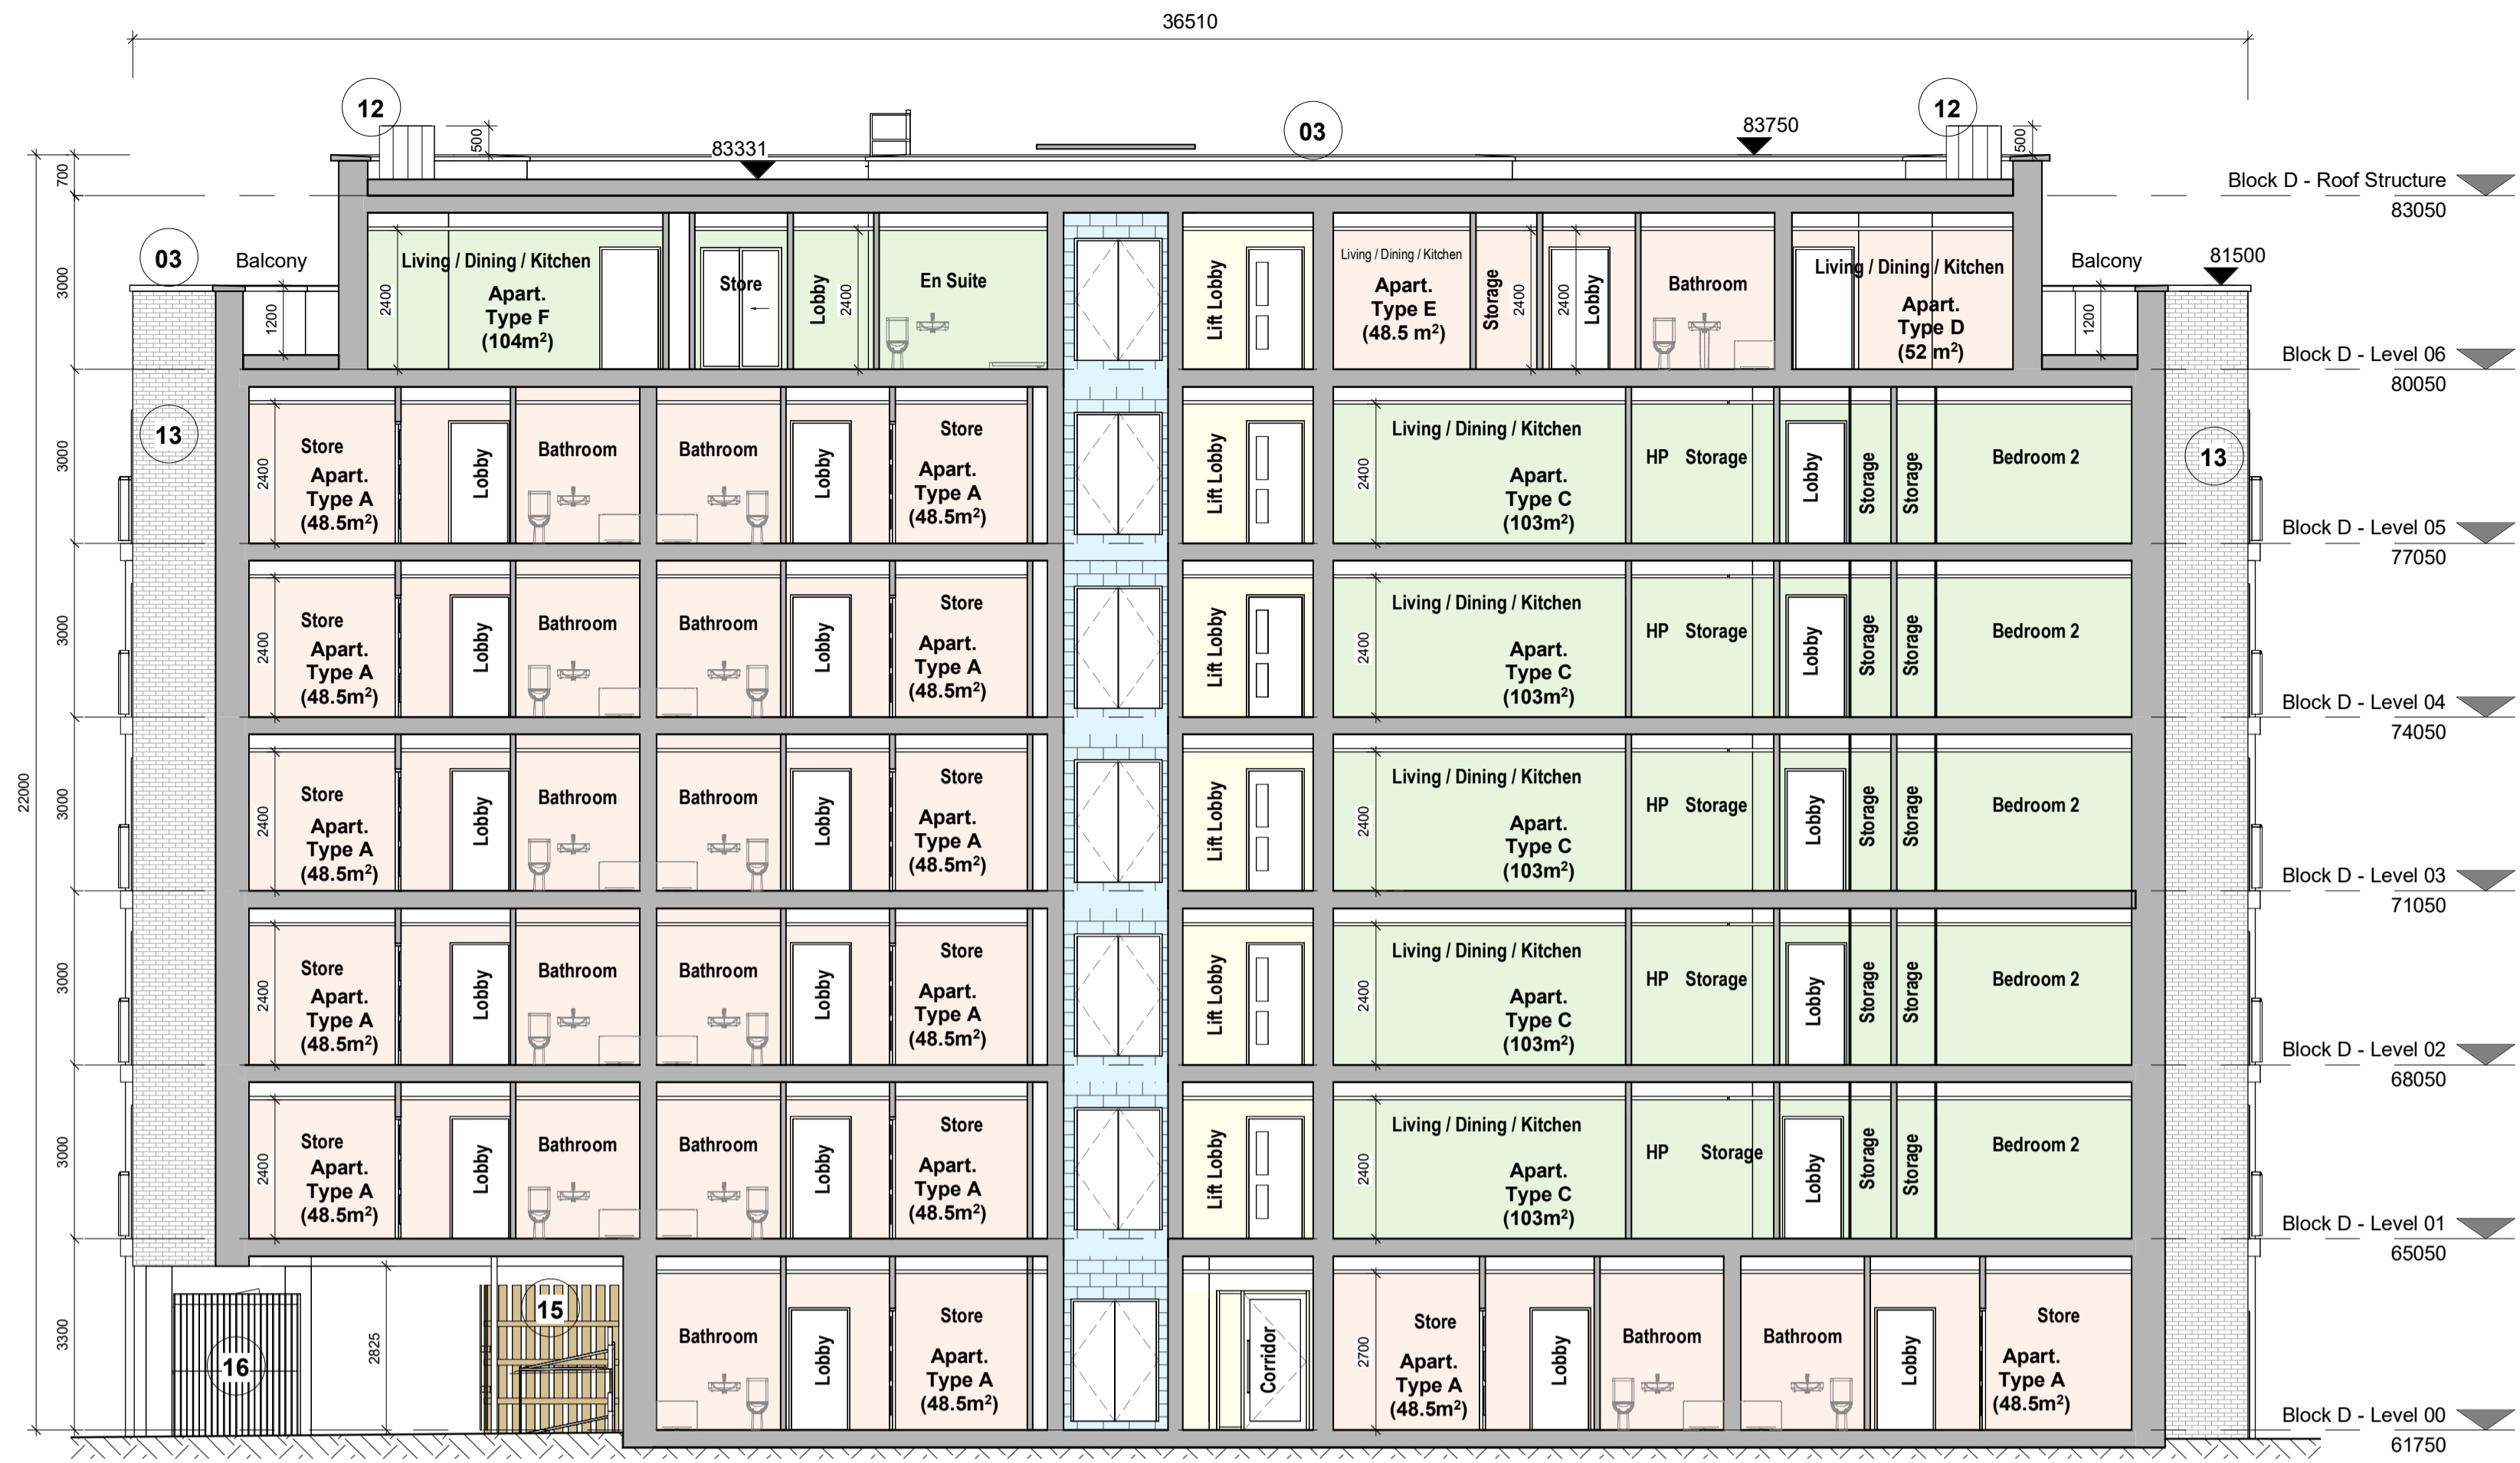 36510
12
03
12
500
83331
83750
500
700
Block D - Roof Structure
83050
03
Balcony
1200
3000
2400
Living / Dining / Kitchen
Apart.
Type F
(104m²)
Store
Lobby
2400
En Suite
Lift Lobby
Living / Dining / Kitchen
Apart.
Type E
(48.5 m²)
Storage
2400
2400
Lobby
Bathroom
Living / Dining / Kitchen
Apart.
Type D
(52 m²)
Balcony
1200
81500
Block D - Level 06
80050
3000
13
2400
Store
Apart.
Type A
(48.5m²)
Lobby
Bathroom
Bathroom
Lobby
Store
Apart.
Type A
(48.5m²)
Lift Lobby
2400
Living / Dining / Kitchen
Apart.
Type C
(103m²)
HP Storage
Lobby
Storage
Storage
Bedroom 2
13
Block D - Level 05
77050
3000
2400
Store
Apart.
Type A
(48.5m²)
Lobby
Bathroom
Bathroom
Lobby
Store
Apart.
Type A
(48.5m²)
Lift Lobby
2400
Living / Dining / Kitchen
Apart.
Type C
(103m²)
HP Storage
Lobby
Storage
Storage
Bedroom 2
Block D - Level 04
74050
22000
3000
2400
Store
Apart.
Type A
(48.5m²)
Lobby
Bathroom
Bathroom
Lobby
Store
Apart.
Type A
(48.5m²)
Lift Lobby
2400
Living / Dining / Kitchen
Apart.
Type C
(103m²)
HP Storage
Lobby
Storage
Storage
Bedroom 2
Block D - Level 03
71050
3000
2400
Store
Apart.
Type A
(48.5m²)
Lobby
Bathroom
Bathroom
Lobby
Store
Apart.
Type A
(48.5m²)
Lift Lobby
2400
Living / Dining / Kitchen
Apart.
Type C
(103m²)
HP Storage
Lobby
Storage
Storage
Bedroom 2
Block D - Level 02
68050
3000
2400
Store
Apart.
Type A
(48.5m²)
Lobby
Bathroom
Bathroom
Lobby
Store
Apart.
Type A
(48.5m²)
Lift Lobby
2400
Living / Dining / Kitchen
Apart.
Type C
(103m²)
HP Storage
Lobby
Storage
Storage
Bedroom 2
Block D - Level 01
65050
3300
16
2825
15
Bathroom
Lobby
Store
Apart.
Type A
(48.5m²)
Corridor
2700
Store
Apart.
Type A
(48.5m²)
Lobby
Bathroom
Bathroom
Lobby
Store
Apart.
Type A
(48.5m²)
Block D - Level 00
61750